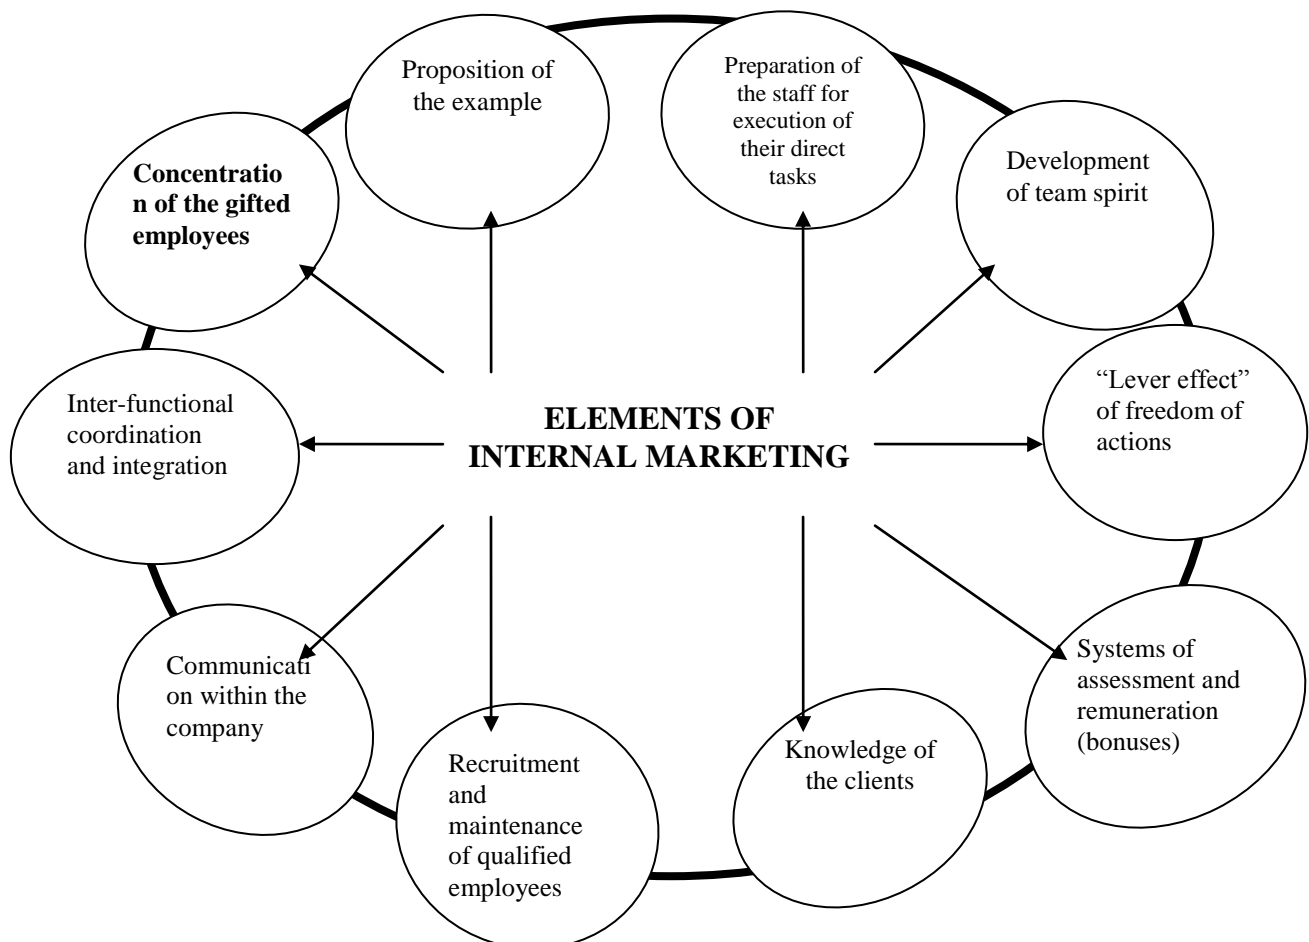 Proposition of
the example
Preparation of
the staff for
execution of
their direct
tasks
Development
of team spirit
Concentratio
n of the gifted
employees
“Lever effect”
of freedom of
actions
Inter-functional
coordination
and integration
ELEMENTS OF
INTERNAL MARKETING
Systems of
assessment and
remuneration
(bonuses)
Communicati
on within the
company
Knowledge of
the clients
Recruitment
and
maintenance
of qualified
employees